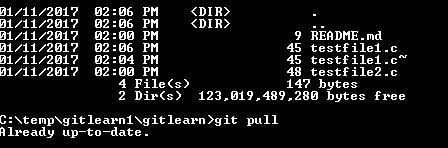 01/11/2017  02:06 PM    <DIR>          .
01/11/2017  02:06 PM    <DIR>          ..
01/11/2017  02:00 PM                 9 README.md
01/11/2017  02:06 PM                45 testfile1.c
01/11/2017  02:04 PM                45 testfile1.c~
01/11/2017  02:00 PM                48 testfile2.c
               4 File(s)            147 bytes
               2 Dir(s)  123,019,489,280 bytes free
C:\temp\gitlearn1\gitlearn>git pull
Already up-to-date.